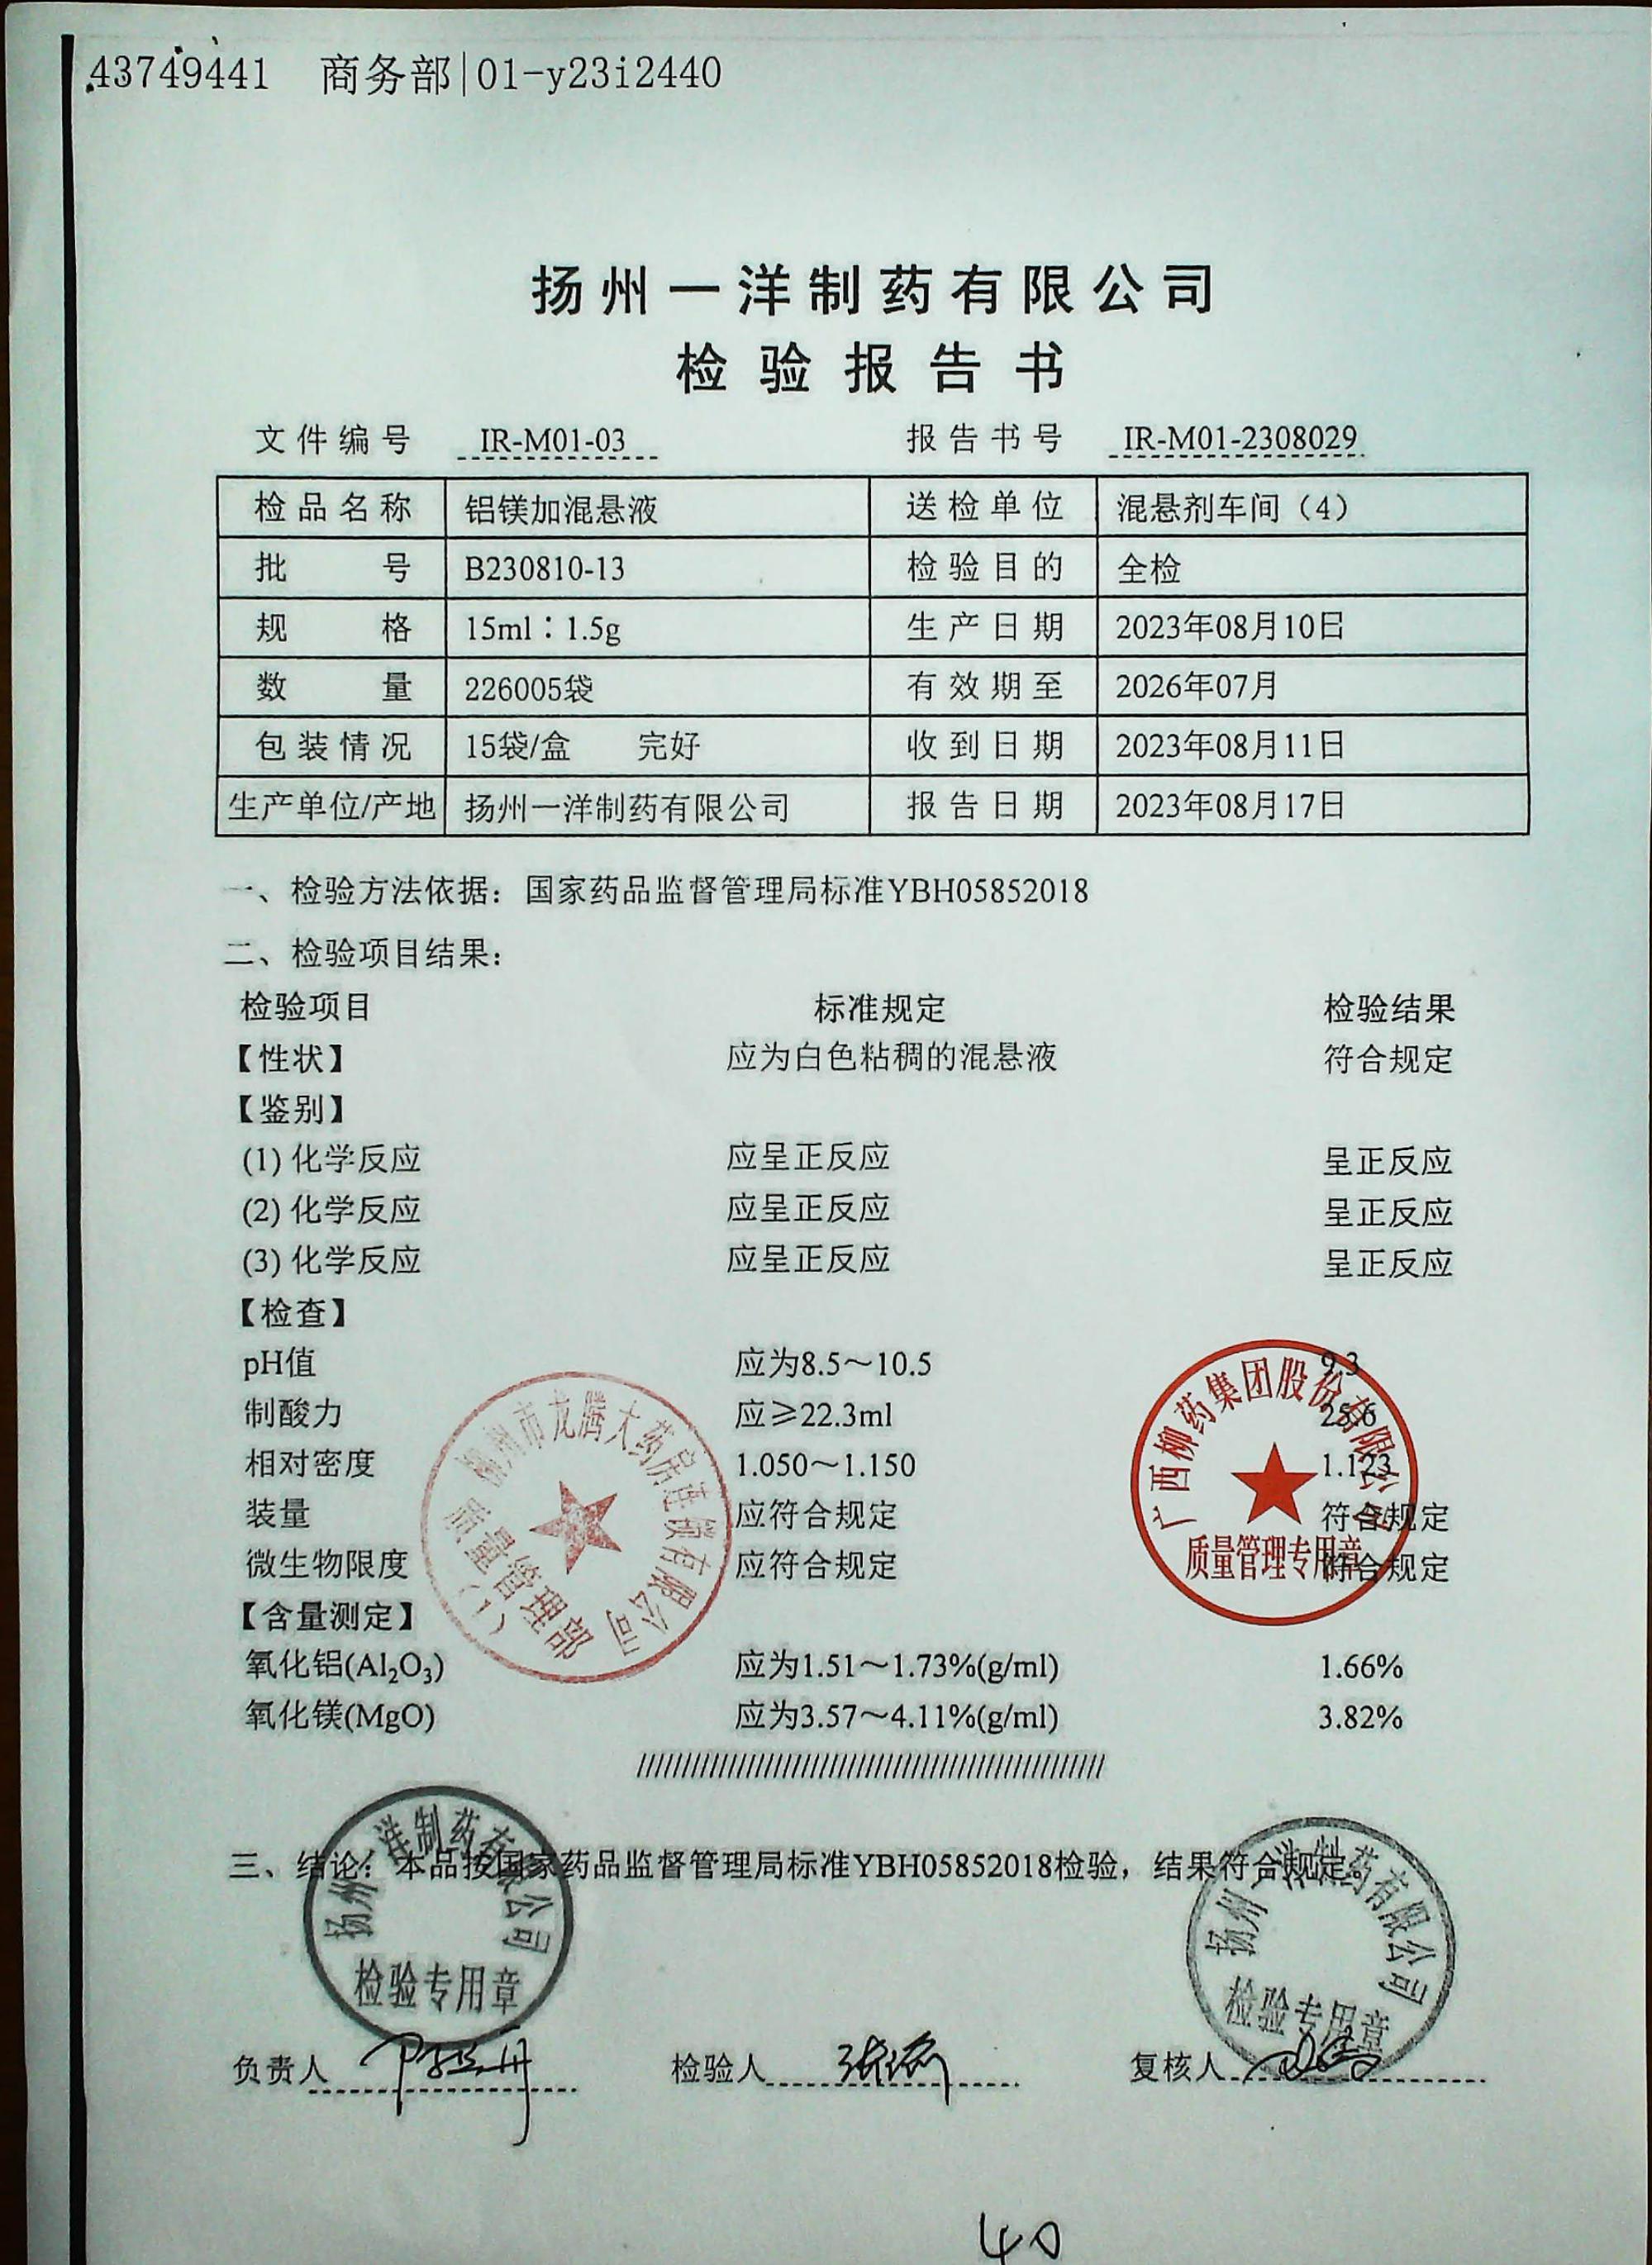 43749441 商务部|01-y23i2440
扬州一洋制药有限公司
检验报告书
文件编号 IR-M01-03 报告书号 IR-M01-2308029
检品名称 铝镁加混悬液 送检单位 混悬剂车间（4）
批号 B230810-13 检验目的 全检
规格 15ml：1.5g 生产日期 2023年08月10日
数量 226005袋 有效期至 2026年07月
包装情况 15袋/盒 完好 收到日期 2023年08月11日
生产单位/产地 扬州一洋制药有限公司 报告日期 2023年08月17日
一、检验方法依据：国家药品监督管理局标准YBH05852018
二、检验项目结果：
检验项目 标准规定 检验结果
【性状】 应为白色粘稠的混悬液 符合规定
【鉴别】
(1) 化学反应 应呈正反应 呈正反应
(2) 化学反应 应呈正反应 呈正反应
(3) 化学反应 应呈正反应 呈正反应
【检查】
pH值 应为8.5～10.5 9.3
制酸力 应≥22.3ml 25.6
相对密度 1.050～1.150 1.123
装量 应符合规定 符合规定
微生物限度 应符合规定 符合规定
【含量测定】
氧化铝(Al₂O₃) 应为1.51～1.73%(g/ml) 1.66%
氧化镁(MgO) 应为3.57～4.11%(g/ml) 3.82%
州市龙腾大药房连锁有限公司
质量管理部
（1）
广西柳药集团股份有限公司
质量管理专用章
三、结论：本品按国家药品监督管理局标准YBH05852018检验，结果符合规定。
扬州一洋制药有限公司
检验专用章
扬州一洋制药有限公司
检验专用章
负责人 检验人 复核人
40